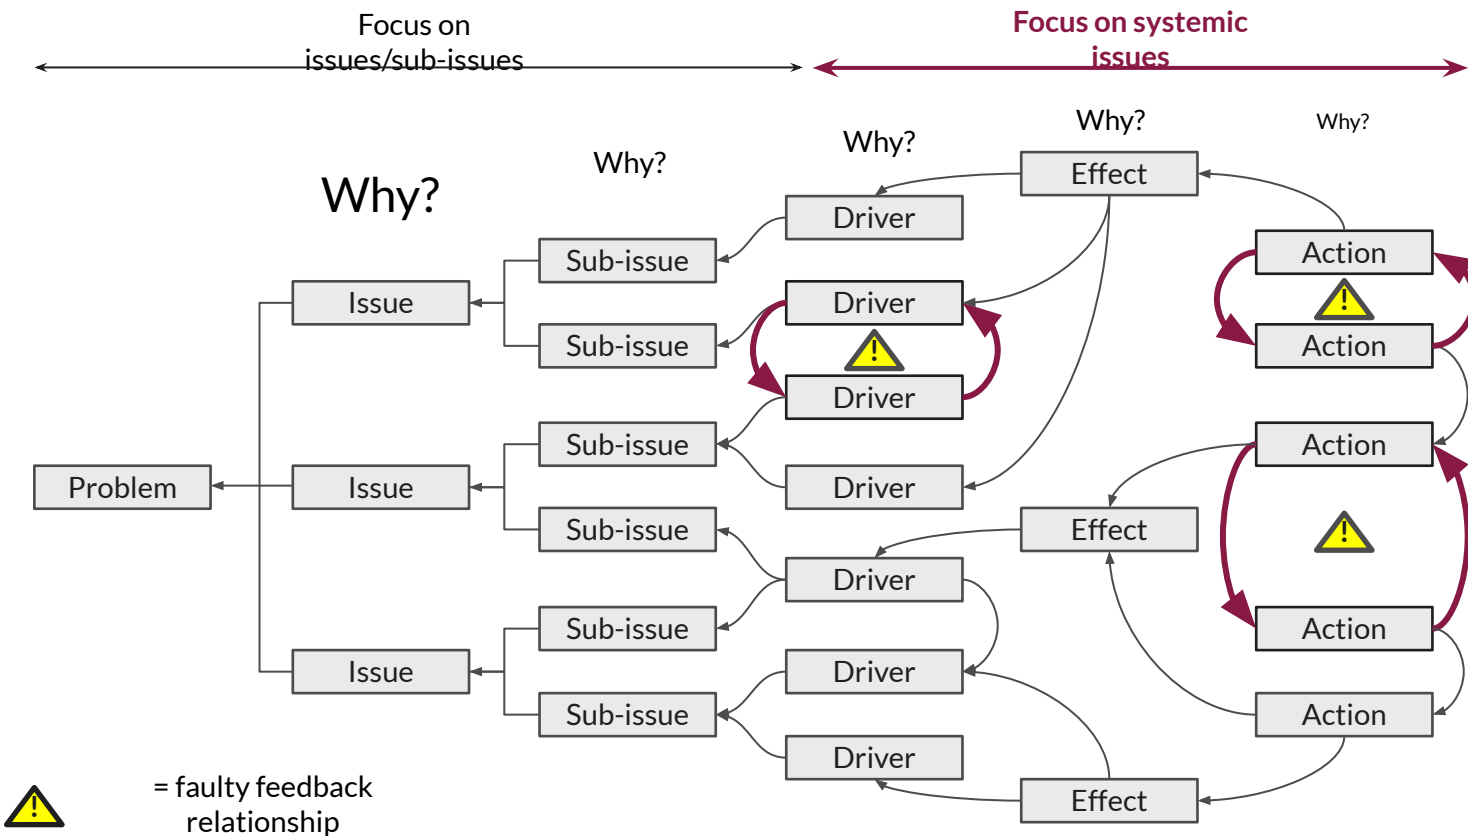 Focus on
issues/sub-issues
Focus on systemic
issues
Why?
Why?
Why?
Why?
Why?
Effect
Driver
Action
Sub-issue
Issue
Driver
Sub-issue
Action
Driver
Sub-issue
Action
Problem
Issue
Driver
Sub-issue
Effect
Driver
Sub-issue
Action
Issue
Driver
Sub-issue
Action
Driver
Effect
= faulty feedback
relationship